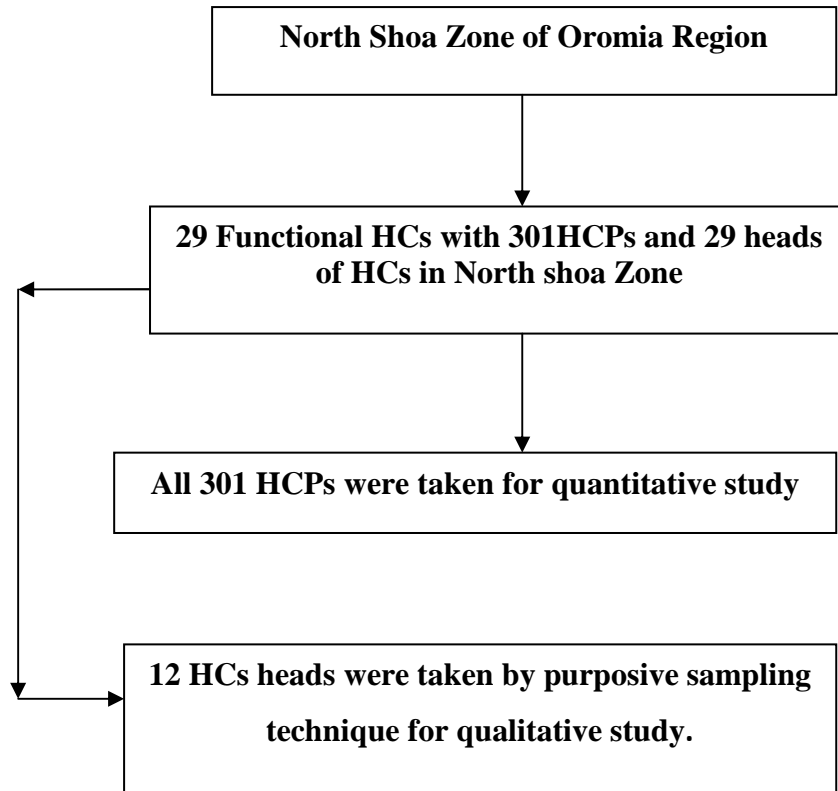 North Shoa Zone of Oromia Region
29 Functional HCs with 301HCPs and 29 heads
of HCs in North shoa Zone
All 301 HCPs were taken for quantitative study
12 HCs heads were taken by purposive sampling
technique for qualitative study.